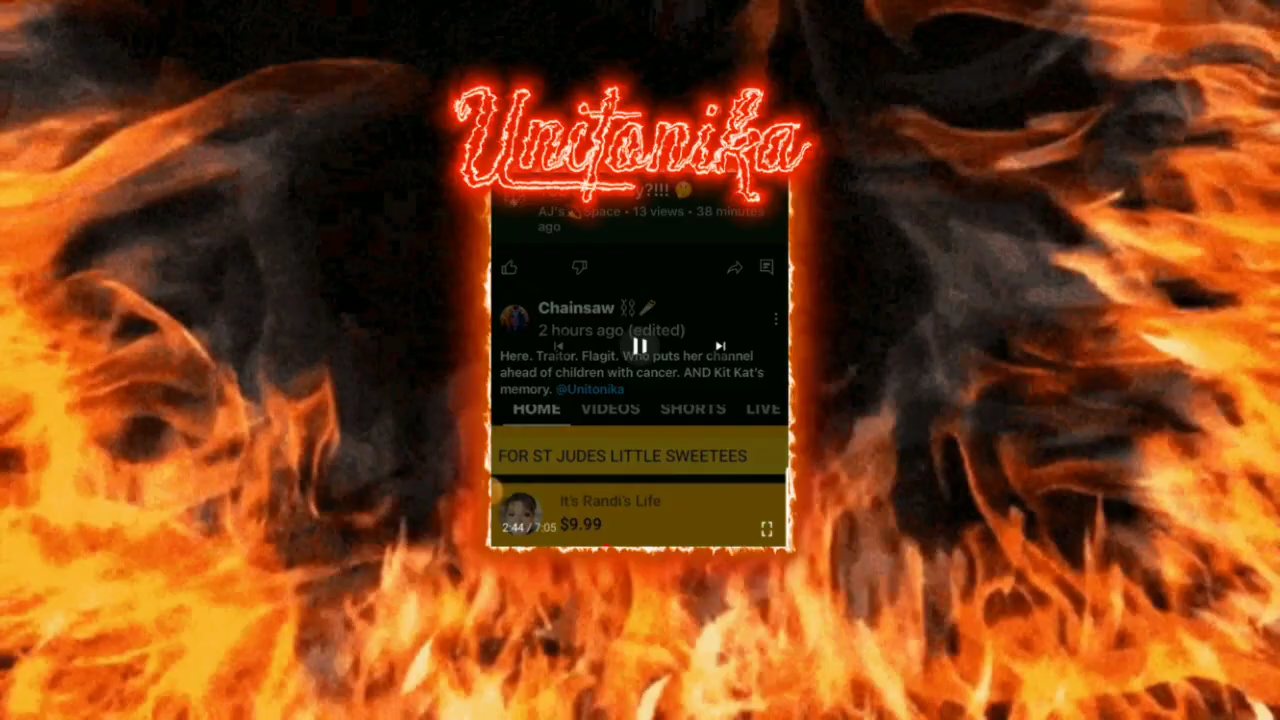 Unitonika
y?!!! 🤔
AJ's Space • 13 views • 38 minutes
ago
Chainsaw ⛓️🪚
2 hours ago (edited)
Here. Traitor. Flagit. Who puts her channel
ahead of children with cancer. AND Kit Kat's
memory. @Unitonika
HOME VIDEOS SHORTS LIVE
FOR ST JUDES LITTLE SWEETEES
It's Randi's Life
2:44 / 7:05 $9.99